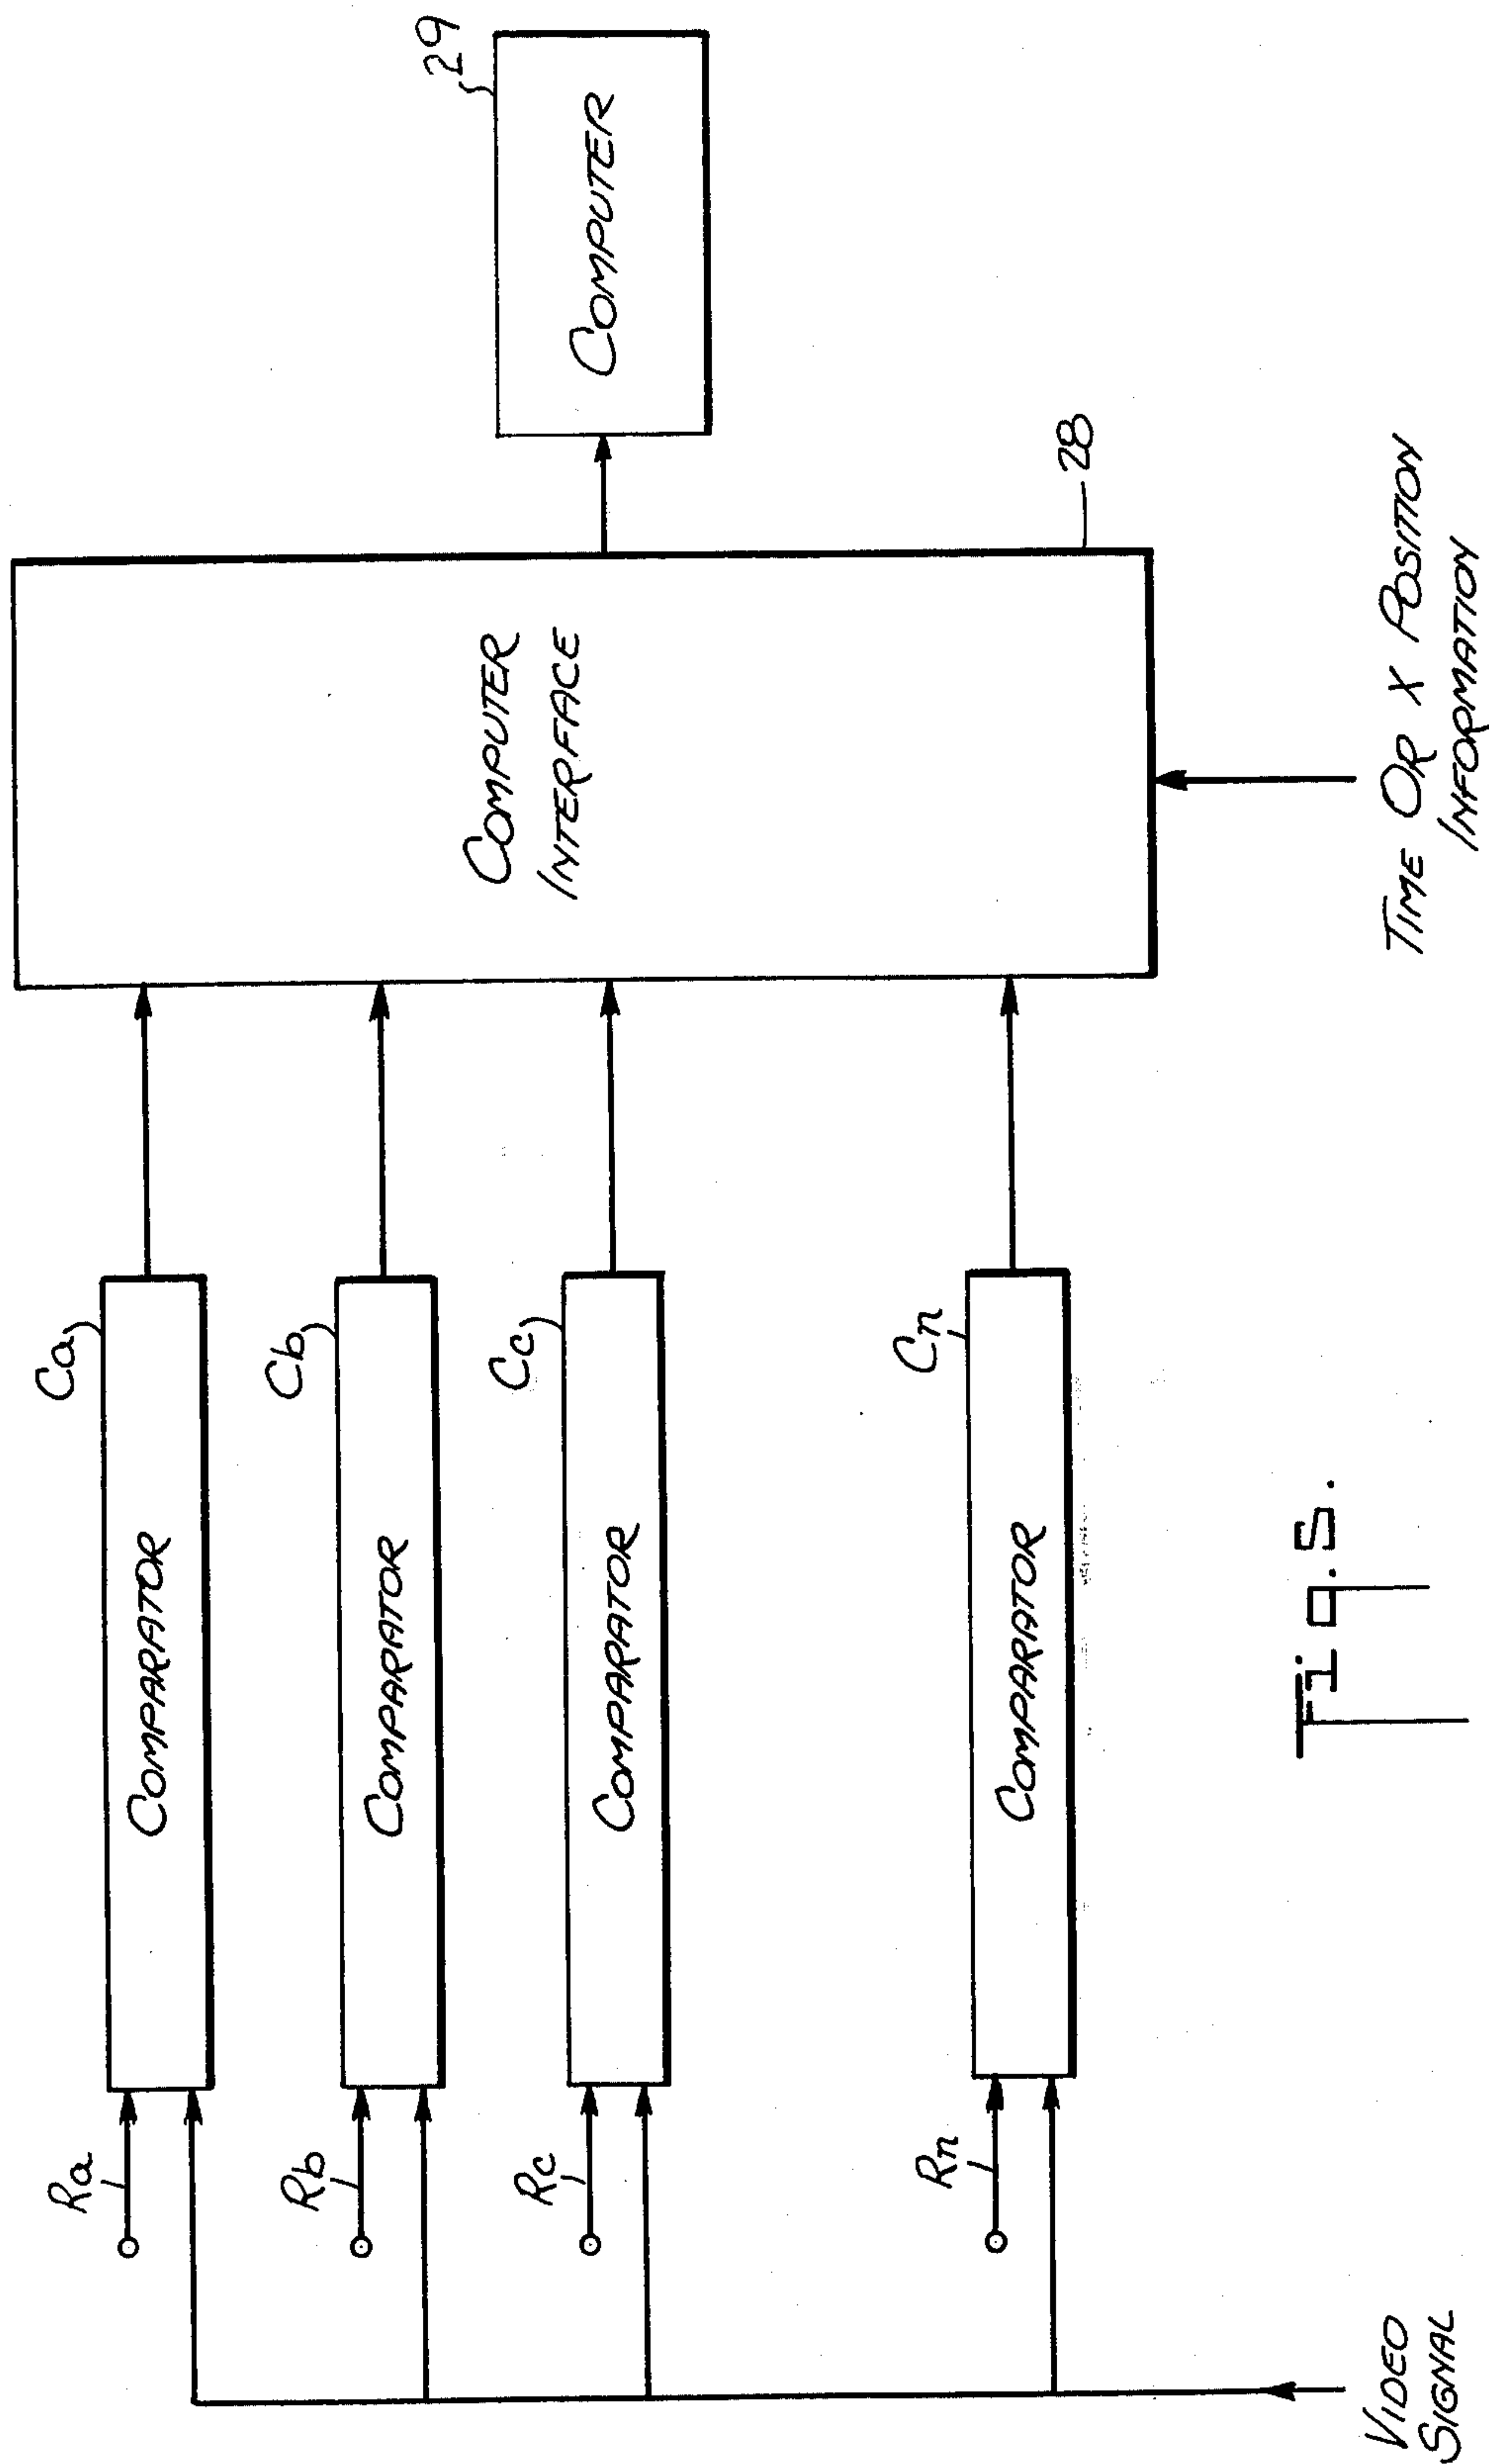 Ra
Ca
COMPARATOR
Rb
Cb
COMPARATOR
Rc
Cc
COMPARATOR
Rn
Cn
COMPARATOR
VIDEO
SIGNAL
COMPUTER
INTERFACE
28
29
COMPUTER
TIME OR X POSITION
INFORMATION
Fig. 5.